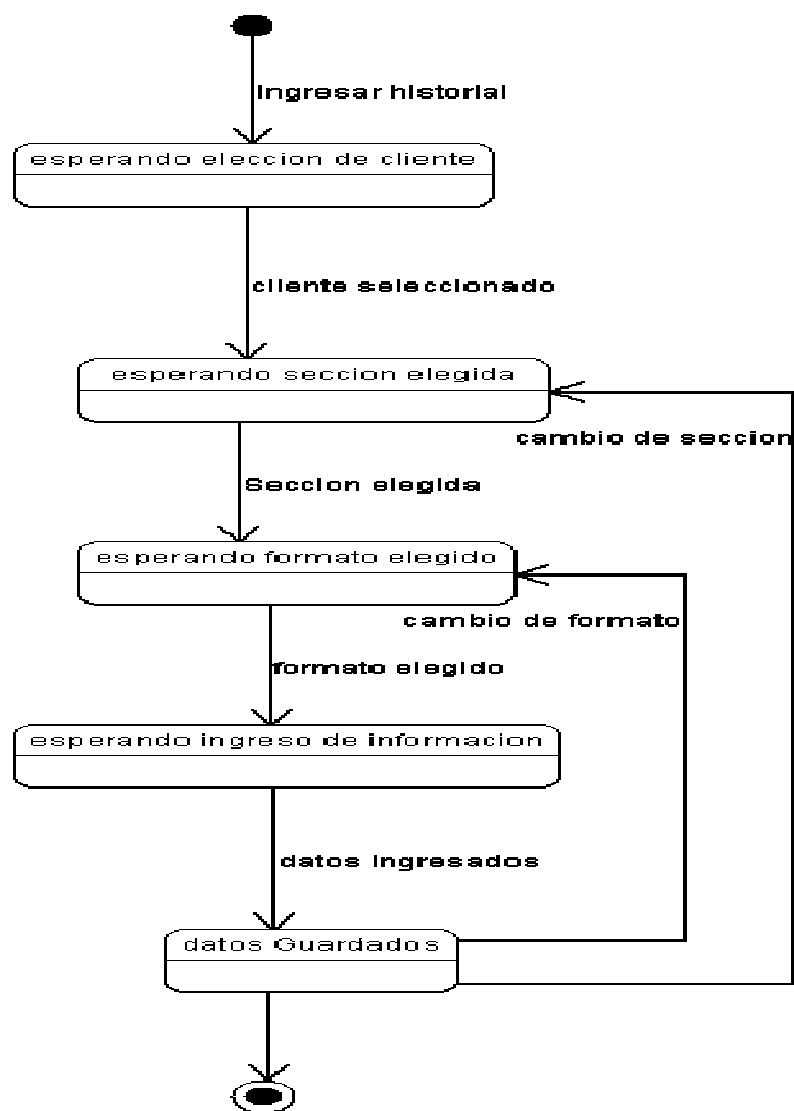 Ingresar historial
esperando eleccion de cliente
cliente seleccionado
esperando seccion elegida
cambio de seccion
Seccion elegida
esperando formato elegido
cambio de formato
formato elegido
esperando ingreso de informacion
datos ingresados
datos Guardados